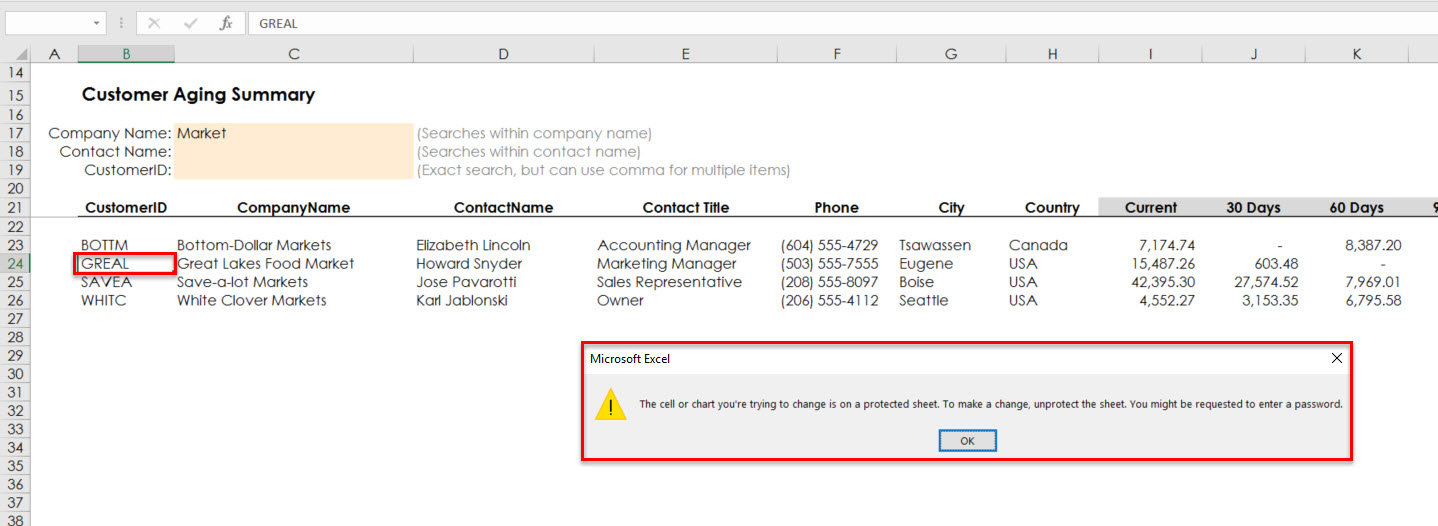 GREAL
A B C D E F G H I J K
14
15 Customer Aging Summary
16
17 Company Name: Market (Searches within company name)
18 Contact Name: (Searches within contact name)
19 CustomerID: (Exact search, but can use comma for multiple items)
20
21 CustomerID CompanyName ContactName Contact Title Phone City Country Current 30 Days 60 Days 9
22
23 BOTTM Bottom-Dollar Markets Elizabeth Lincoln Accounting Manager (604) 555-4729 Tsawassen Canada 7,174.74 - 8,387.20
24 GREAL Great Lakes Food Market Howard Snyder Marketing Manager (503) 555-7555 Eugene USA 15,487.26 603.48 -
25 SAVEA Save-a-lot Markets Jose Pavarotti Sales Representative (208) 555-8097 Boise USA 42,395.30 27,574.52 7,969.01
26 WHITC White Clover Markets Karl Jablonski Owner (206) 555-4112 Seattle USA 4,552.27 3,153.35 6,795.58
27
28
29 Microsoft Excel
30
31
32 The cell or chart you're trying to change is on a protected sheet. To make a change, unprotect the sheet. You might be requested to enter a password.
33
34 OK
35
36
37
38